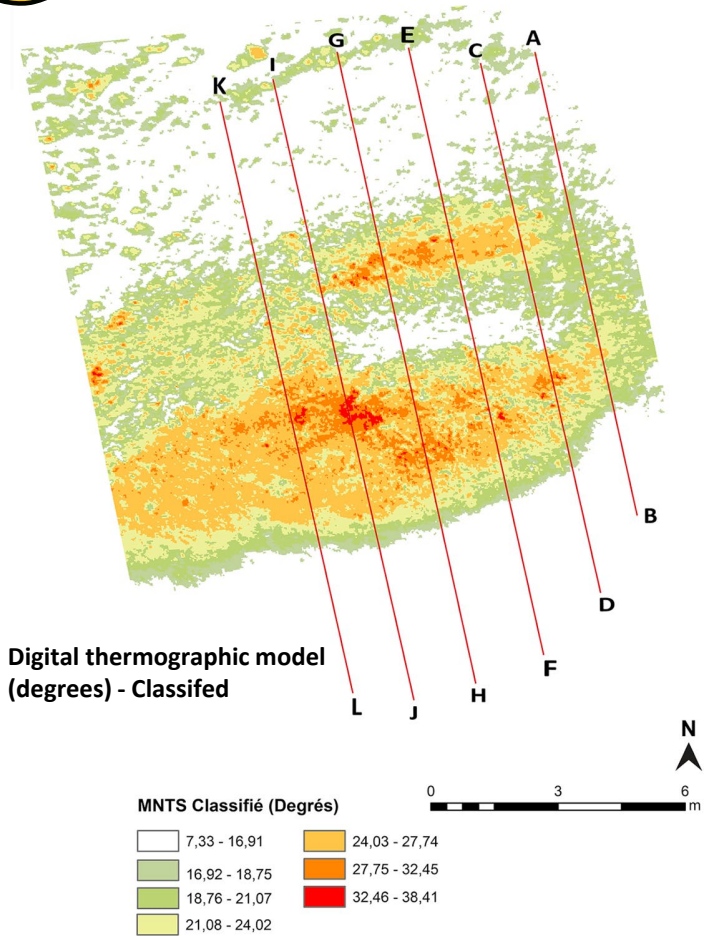 A
E
G
C
I
K
B
D
F
H
J
L
Digital thermographic model
(degrees) - Classifed
N
0 3 6
m
MNTS Classifié (Degrés)
7,33 - 16,91
16,92 - 18,75
18,76 - 21,07
21,08 - 24,02
24,03 - 27,74
27,75 - 32,45
32,46 - 38,41